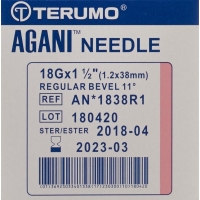 TERUMO
AGANI™ NEEDLE
18Gx1 ½" (1.2x38mm)
REGULAR BEVEL 11°
REF AN*1838R1
LOT 180420
STER/ESTER 2018-04
2023-03